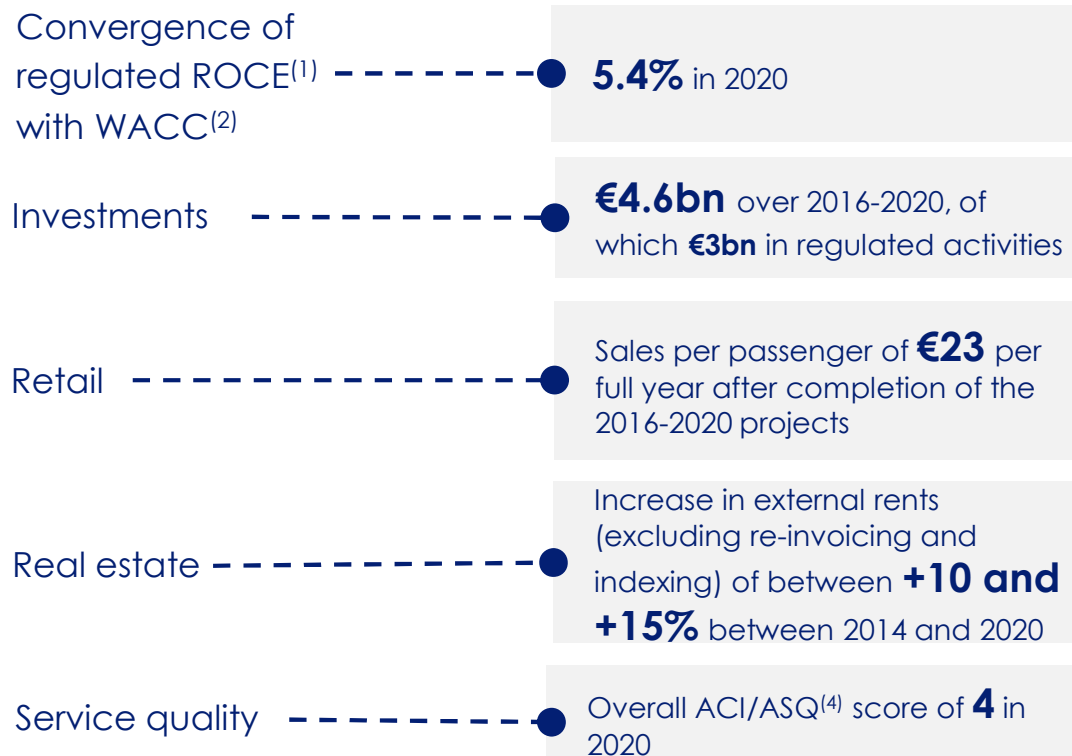 Convergence of
regulated ROCE(1)
with WACC(2)
5.4% in 2020
Investments
€4.6bn over 2016-2020, of
which €3bn in regulated activities
Retail
Sales per passenger of €23 per
full year after completion of the
2016-2020 projects
Real estate
Increase in external rents
(excluding re-invoicing and
indexing) of between +10 and
+15% between 2014 and 2020
Service quality
Overall ACI/ASQ(4) score of 4 in
2020